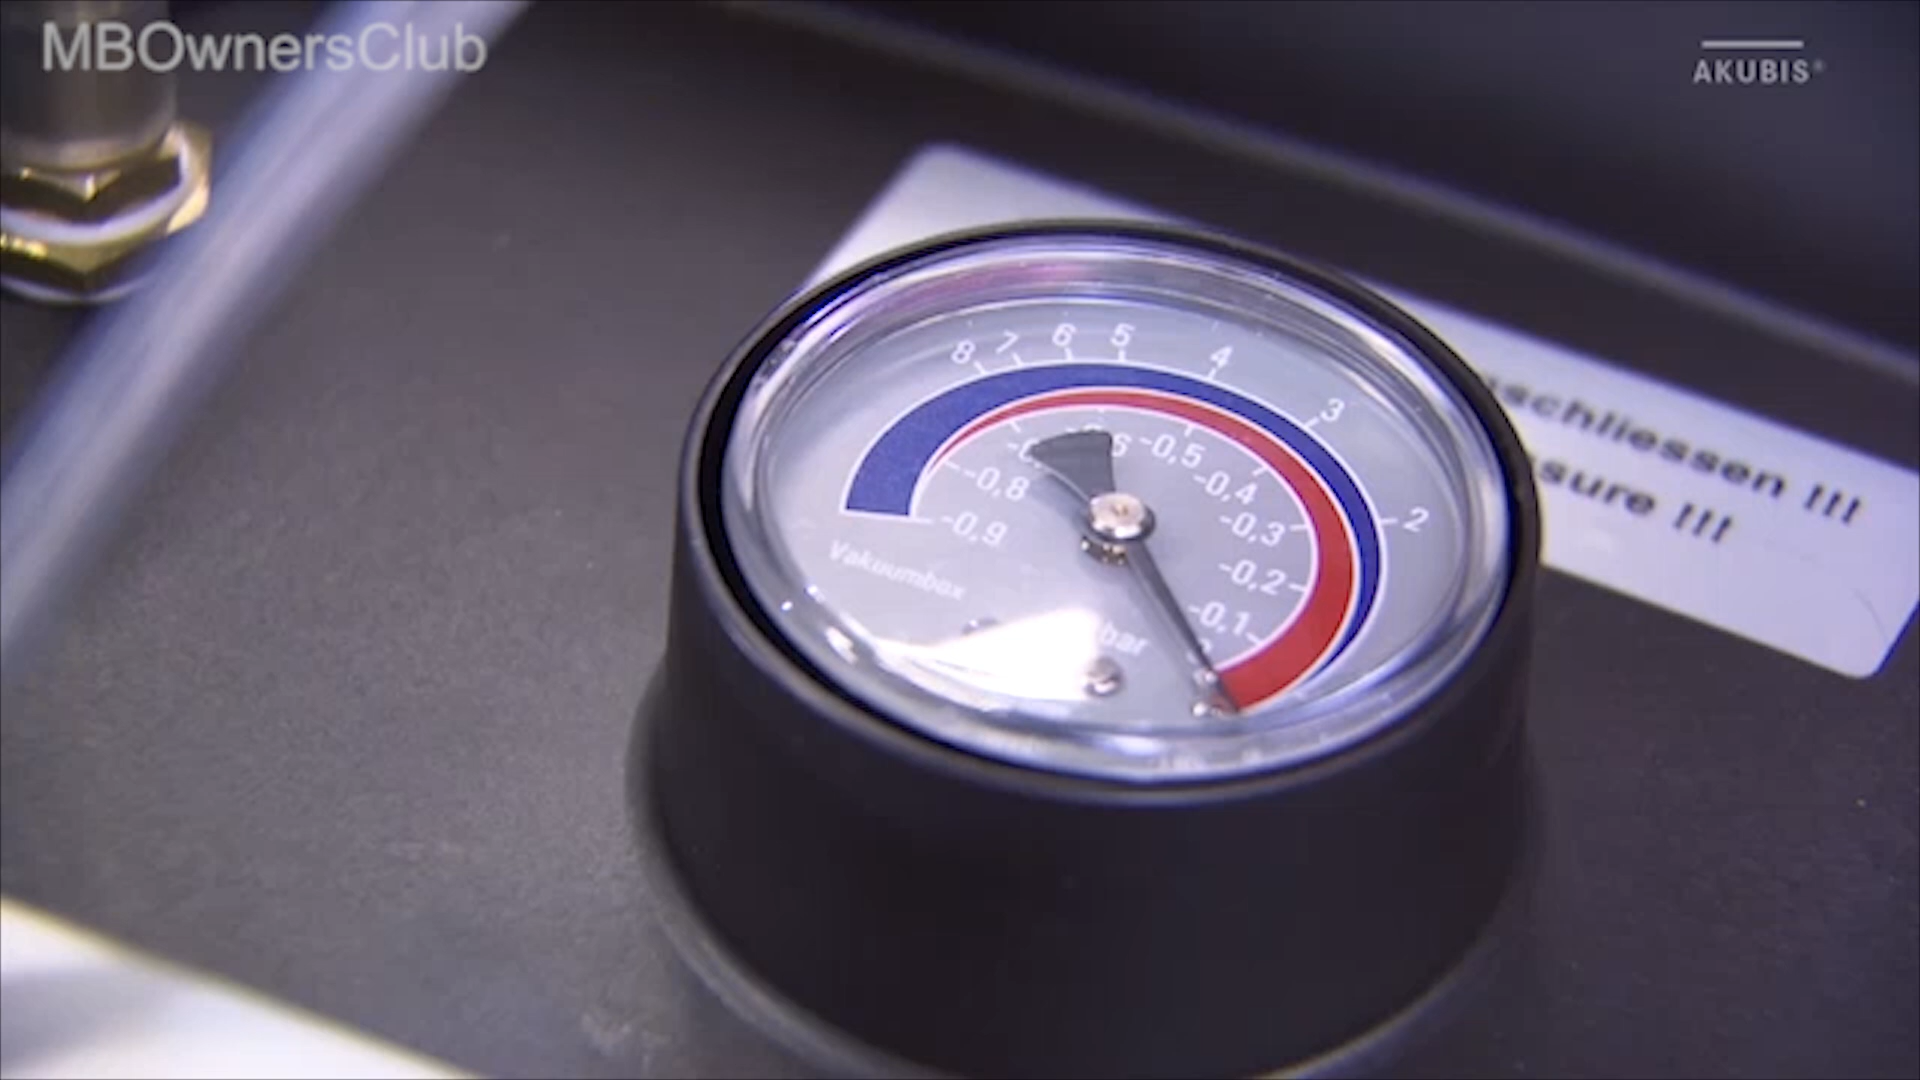 MBOwnersClub
AKUBIS®
8 7 6 5 4 3 2
-0,5
-0,4
-0,8
-0,3
-0,9
-0,2
-0,1
Vakuumbox
bar
schliessen !!!
sure !!!